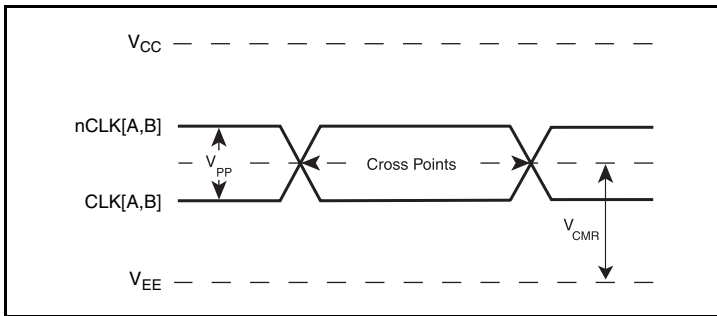 VCC
nCLK[A,B]
VPP
Cross Points
CLK[A,B]
VCMR
VEE